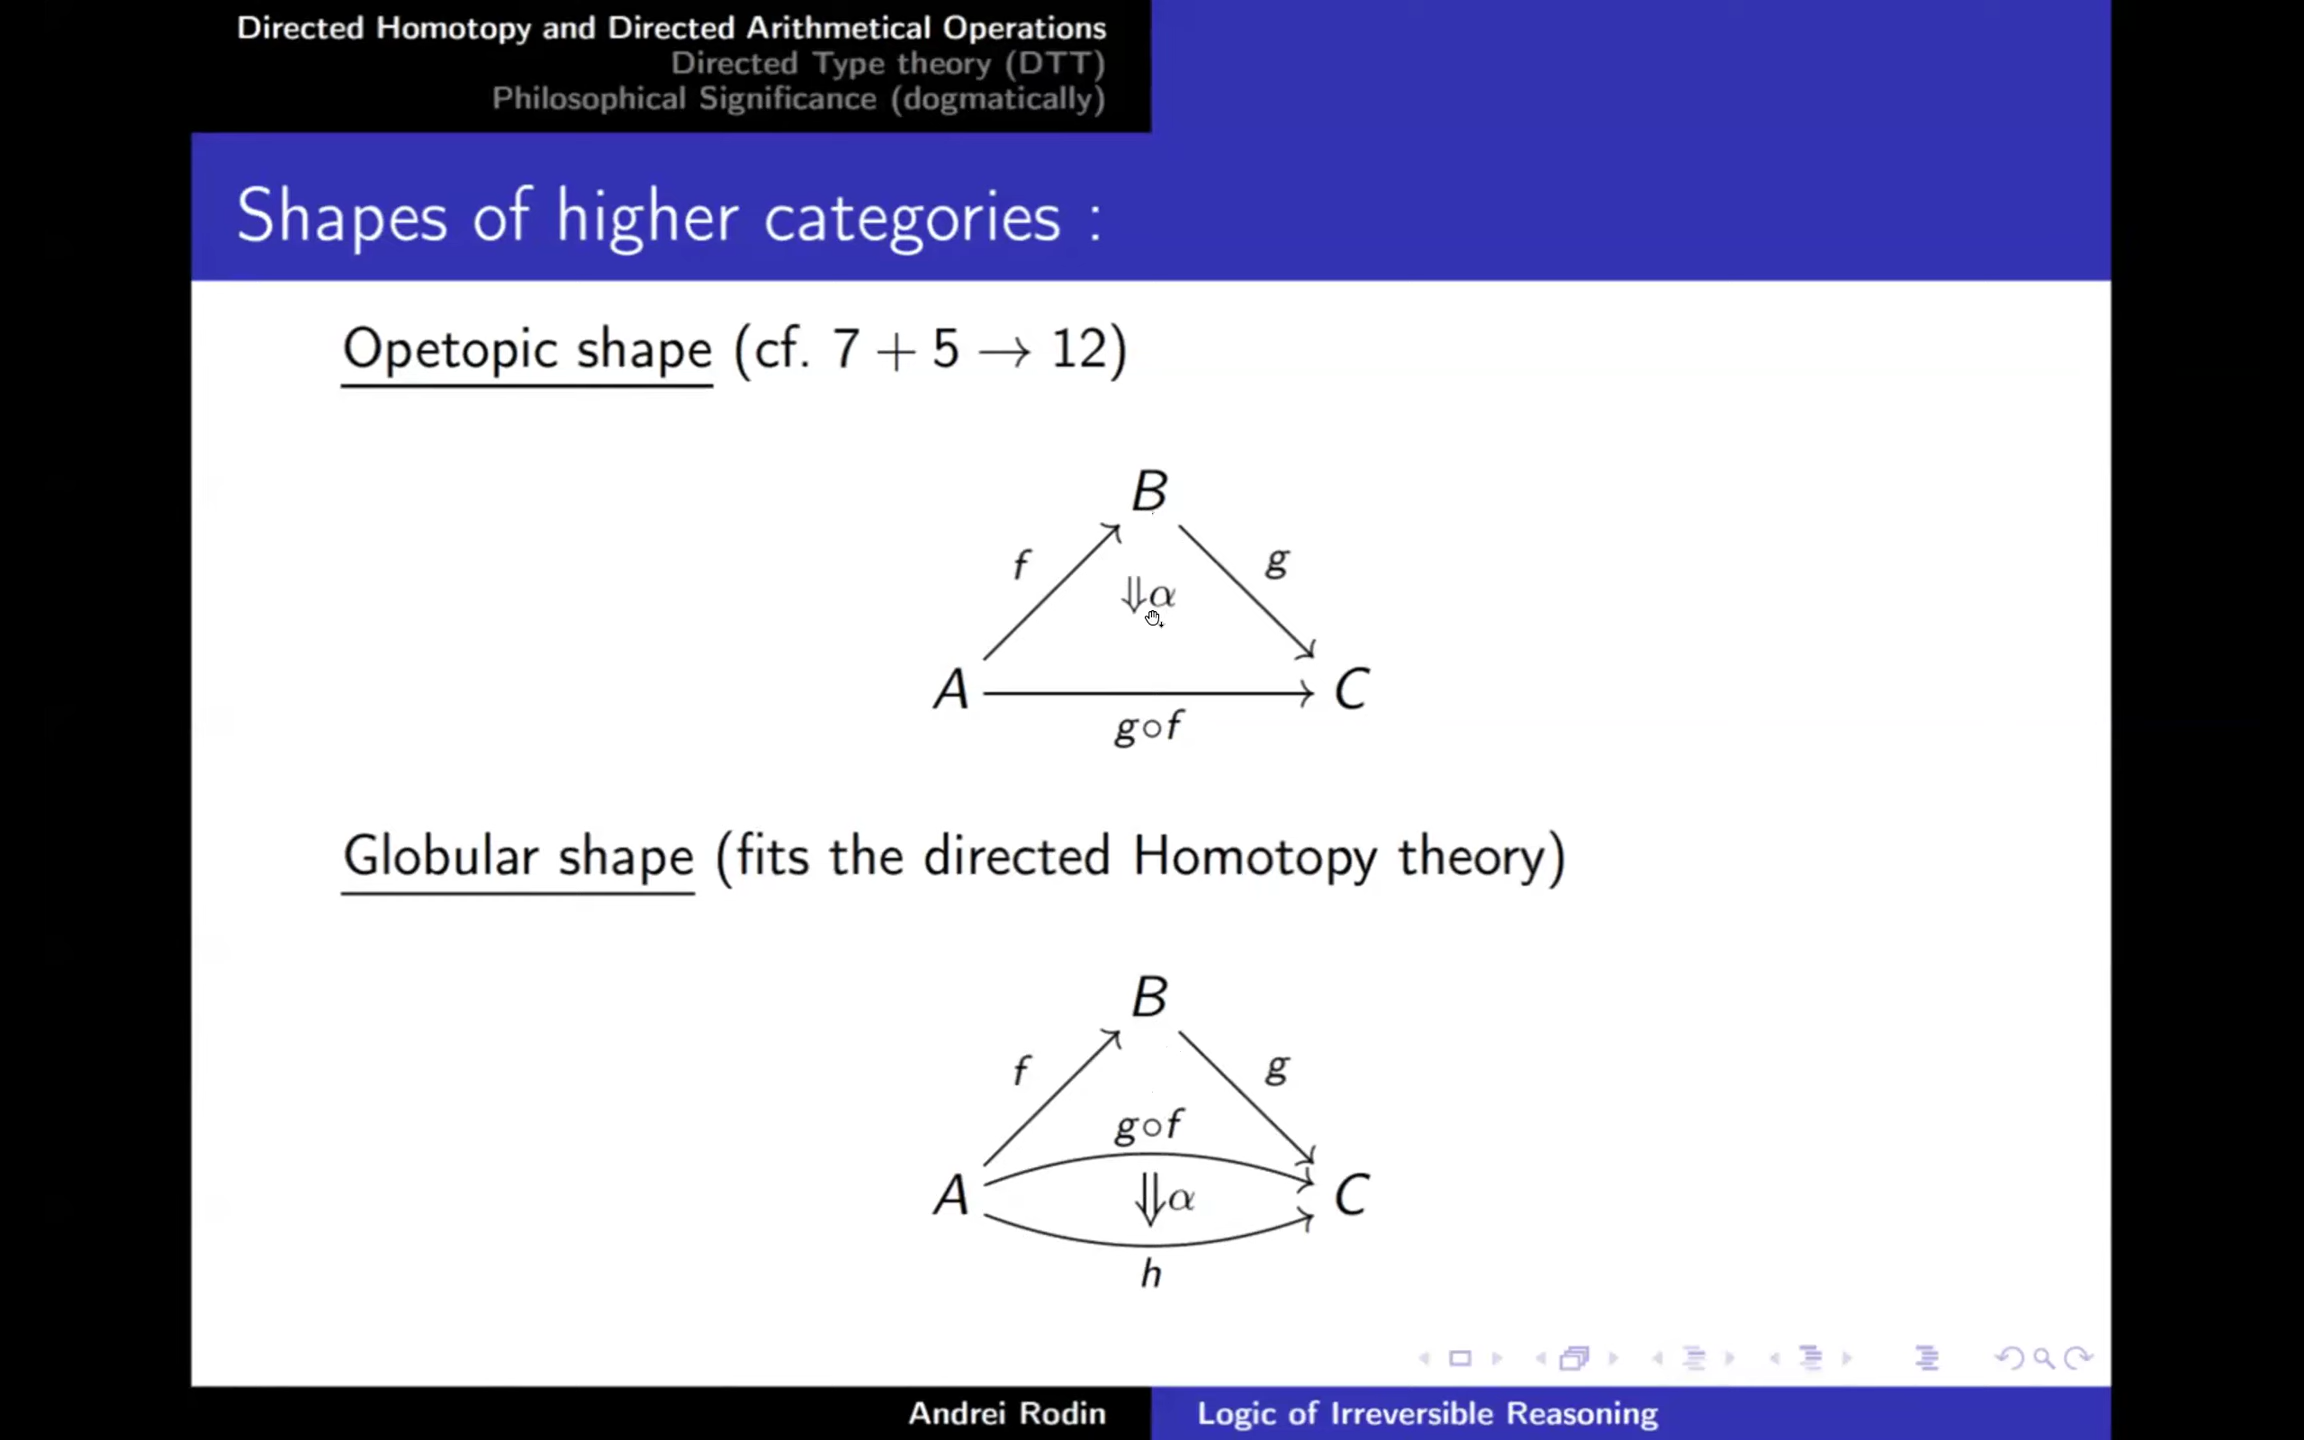 Directed Homotopy and Directed Arithmetical Operations
Directed Type theory (DTT)
Philosophical Significance (dogmatically)
Shapes of higher categories :
Opetopic shape (cf. 7 + 5 → 12)
B
f
g
⇓α
A
C
g∘f
Globular shape (fits the directed Homotopy theory)
B
f
g
g∘f
A
⇓α
C
h
Andrei Rodin
Logic of Irreversible Reasoning